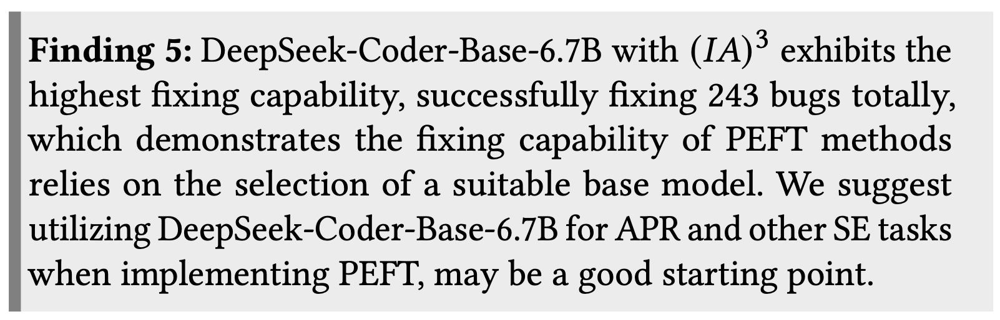 Finding 5: DeepSeek-Coder-Base-6.7B with (IA)³ exhibits the
highest fixing capability, successfully fixing 243 bugs totally,
which demonstrates the fixing capability of PEFT methods
relies on the selection of a suitable base model. We suggest
utilizing DeepSeek-Coder-Base-6.7B for APR and other SE tasks
when implementing PEFT, may be a good starting point.